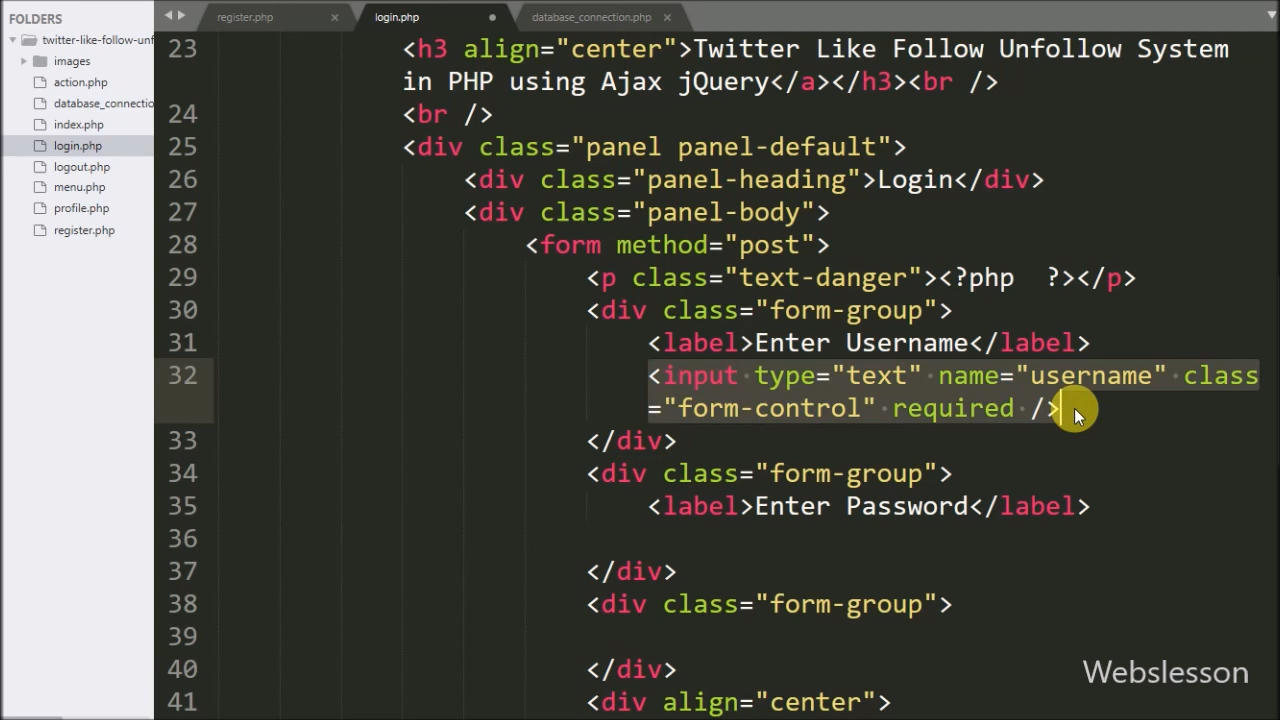 FOLDERS
twitter-like-follow-unf
images
action.php
database_connectio
index.php
login.php
logout.php
menu.php
profile.php
register.php
register.php × login.php database_connection.php ×
23 <h3 align="center">Twitter Like Follow Unfollow System
in PHP using Ajax jQuery</a></h3><br />
24 <br />
25 <div class="panel panel-default">
26 <div class="panel-heading">Login</div>
27 <div class="panel-body">
28 <form method="post">
29 <p class="text-danger"><?php  ?></p>
30 <div class="form-group">
31 <label>Enter Username</label>
32 <input type="text" name="username" class
="form-control" required />
33 </div>
34 <div class="form-group">
35 <label>Enter Password</label>
36
37 </div>
38 <div class="form-group">
39
40 </div>
41 <div align="center">
Webslesson